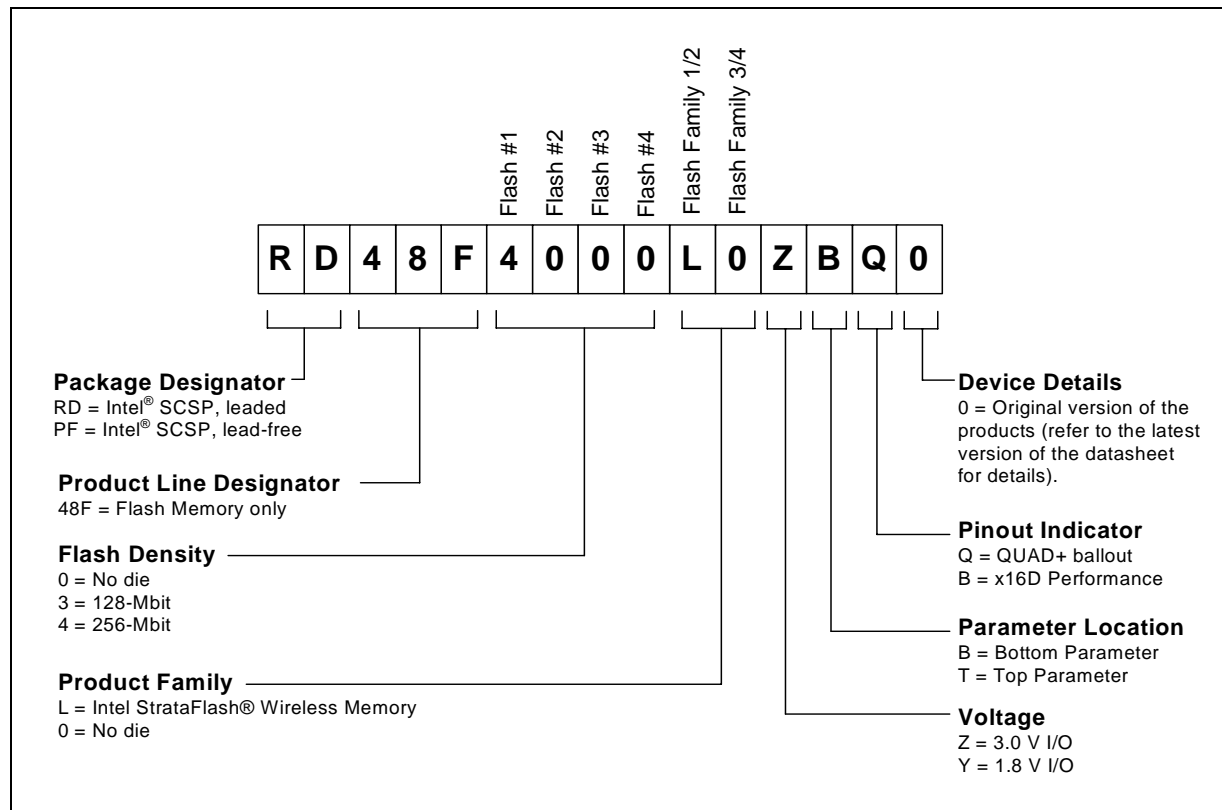 Flash #1
Flash #2
Flash #3
Flash #4
Flash Family 1/2
Flash Family 3/4
R D 4 8 F 4 0 0 0 L 0 Z B Q 0
Package Designator
RD = Intel® SCSP, leaded
PF = Intel® SCSP, lead-free
Product Line Designator
48F = Flash Memory only
Flash Density
0 = No die
3 = 128-Mbit
4 = 256-Mbit
Product Family
L = Intel StrataFlash® Wireless Memory
0 = No die
Device Details
0 = Original version of the
products (refer to the latest
version of the datasheet
for details).
Pinout Indicator
Q = QUAD+ ballout
B = x16D Performance
Parameter Location
B = Bottom Parameter
T = Top Parameter
Voltage
Z = 3.0 V I/O
Y = 1.8 V I/O